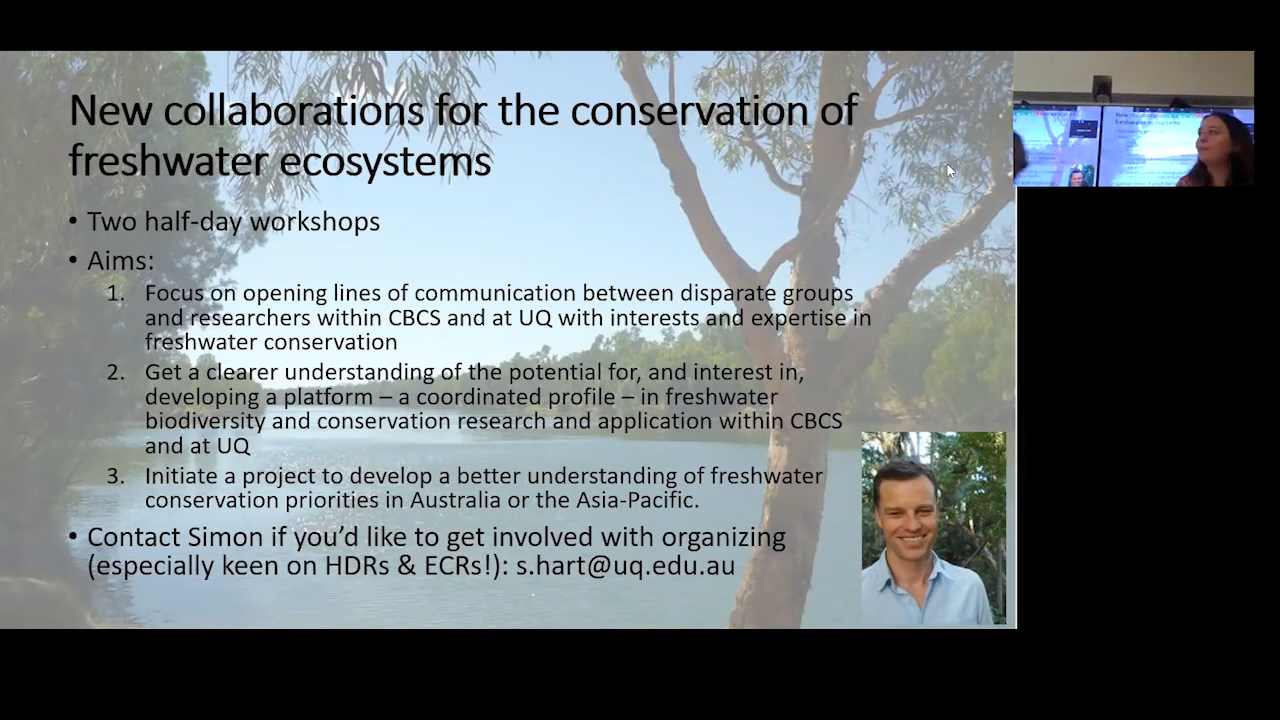 New collaborations for the conservation of
freshwater ecosystems
• Two half-day workshops
• Aims:
1. Focus on opening lines of communication between disparate groups
and researchers within CBCS and at UQ with interests and expertise in
freshwater conservation
2. Get a clearer understanding of the potential for, and interest in,
developing a platform – a coordinated profile – in freshwater
biodiversity and conservation research and application within CBCS
and at UQ
3. Initiate a project to develop a better understanding of freshwater
conservation priorities in Australia or the Asia-Pacific.
• Contact Simon if you’d like to get involved with organizing
(especially keen on HDRs & ECRs!): s.hart@uq.edu.au